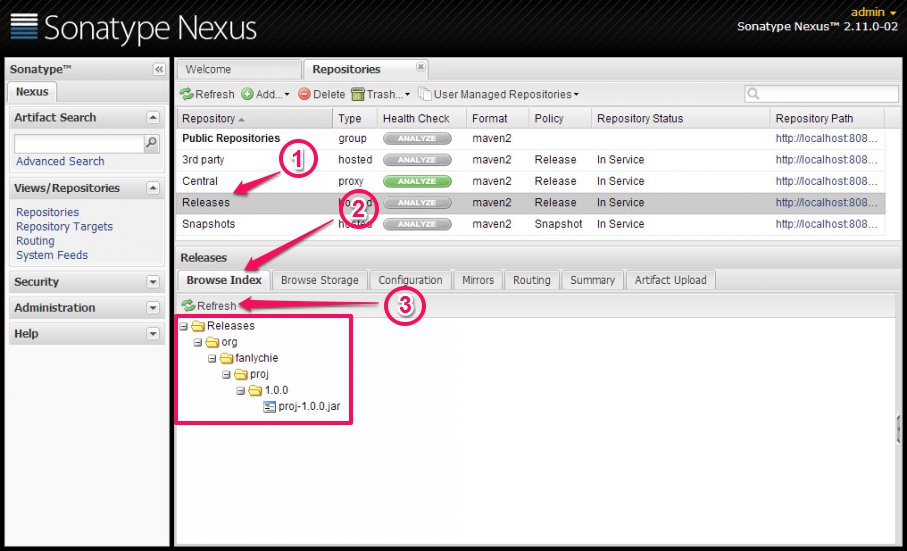 Sonatype Nexus
admin
Sonatype Nexus™ 2.11.0-02
Sonatype™
Nexus
Artifact Search
Advanced Search
Views/Repositories
Repositories
Repository Targets
Routing
System Feeds
Security
Administration
Help
Welcome
Repositories
Refresh Add... Delete Trash... User Managed Repositories
Repository Type Health Check Format Policy Repository Status Repository Path
Public Repositories group ANALYZE maven2 http://localhost:808...
3rd party hosted ANALYZE maven2 Release In Service http://localhost:808...
Central proxy ANALYZE maven2 Release In Service http://localhost:808...
Releases hosted ANALYZE maven2 Release In Service http://localhost:808...
Snapshots hosted ANALYZE maven2 Snapshot In Service http://localhost:808...
1
2
Releases
Browse Index Browse Storage Configuration Mirrors Routing Summary Artifact Upload
Refresh
3
Releases
org
fanlychie
proj
1.0.0
proj-1.0.0.jar